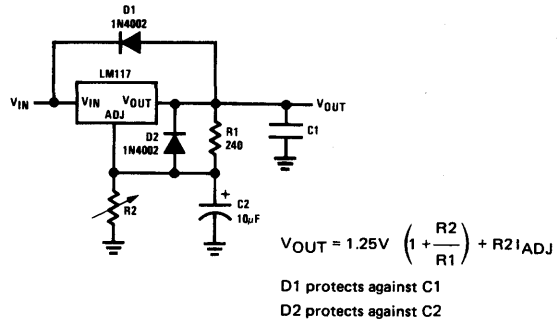 D1
1N4002
LM117
VIN
VIN
VOUT
ADJ
VOUT
D2
1N4002
R1
240
C1
R2
+
C2
10μF
VOUT = 1.25V (1 + R2/R1) + R2 IADJ
D1 protects against C1
D2 protects against C2